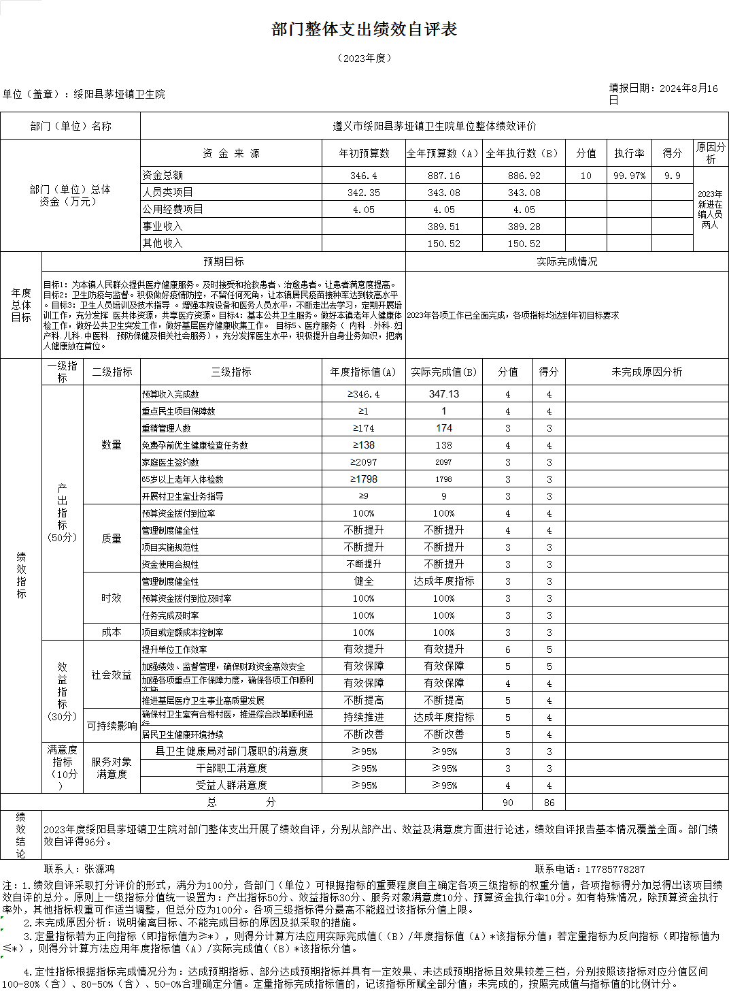 部门整体支出绩效自评表
（2023年度）
单位（盖章）：绥阳县茅垭镇卫生院
填报日期：2024年8月16
日
部门（单位）名称 遵义市绥阳县茅垭镇卫生院单位整体绩效评价
部门（单位）总体
资金（万元）
资 金 来 源 年初预算数 全年预算数（A） 全年执行数（B） 分值 执行率 得分 原因分
析
资金总额 346.4 887.16 886.92 10 99.97% 9.9
人员类项目 342.35 343.08 343.08
公用经费项目 4.05 4.05 4.05
事业收入 389.51 389.28
其他收入 150.52 150.52
2023年
新进在
编人员
两人
年度
总体
目标
预期目标 实际完成情况
目标1：为本镇人民群众提供医疗健康服务。及时接受和抢救患者、治愈患者。让患者满意度提高。
目标2：卫生防疫与监督。积极做好疫情防控，不留任何死角，让本镇居民疫苗接种率达到较高水平
。目标3：卫生人员培训及技术指导 。增强本院设备和医务人员水平，不断走出去学习，定期开展培
训工作，充分发挥 医共体资源，共享医疗资源。目标4：基本公共卫生服务。做好本镇老年人健康体
检工作，做好公共卫生突发工作，做好基层医疗健康收集工作。 目标5、医疗服务（ 内科 .外科.妇
产科.儿科.中医科. 预防保健及相关社会服务），充分发挥医生水平，积极提升自身业务知识，把病
人健康放在首位。
2023年各项工作已全面完成，各项指标均达到年初目标要求
绩
效
指
标
一级指
标
二级指标 三级指标 年度指标值(A) 实际完成值(B) 分值 得分 未完成原因分析
产
出
指
标
(50分)
数量
预算收入完成数 ≥346.4 347.13 4 4
重点民生项目保障数 ≥1 1 4 4
重精管理人数 ≥174 174 3 3
免费孕前优生健康检查任务数 ≥138 138 4 4
家庭医生签约数 ≥2097 2097 3 3
65岁以上老年人体检数 ≥1798 1798 3 3
开展村卫生室业务指导 ≥9 9 3 3
质量
预算资金拨付到位率 100% 100% 4 4
管理制度健全性 不断提升 不断提升 4 4
项目实施规范性 不断提升 不断提升 3 3
资金使用合规性 不断提升 不断提升 3 3
时效
管理制度健全性 健全 达成年度指标 3 3
预算资金拨付到位及时率 100% 100% 3 3
任务完成及时率 100% 100% 3 3
成本 项目或定额成本控制率 100% 100% 3 3
效
益
指
标
(30分)
社会效益
提升单位工作效率 有效提升 有效提升 6 5
加强绩效、监督管理，确保财政资金高效安全 有效保障 有效保障 5 5
加强各项重点工作保障力度，确保各项工作顺利
实施 有效保障 有效保障 4 4
推进基层医疗卫生事业高质量发展 不断提高 不断提高 5 4
可持续影响
确保村卫生室有合格村医，推进综合改革顺利进
行 持续推进 达成年度指标 5 4
居民卫生健康环境持续 不断改善 不断改善 5 4
满意度
指标
（10分
）
服务对象
满意度
县卫生健康局对部门履职的满意度 ≥95% ≥95% 3 3
干部职工满意度 ≥95% ≥95% 3 3
受益人群满意度 ≥95% ≥95% 4 4
总 分 90 86
绩
效
结
论
2023年度绥阳县茅垭镇卫生院对部门整体支出开展了绩效自评，分别从部产出、效益及满意度方面进行论述，绩效自评报告基本情况覆盖全面。部门绩
效自评得96分。
联系人：张源鸿 联系电话：17785778287
注：1.绩效自评采取打分评价的形式，满分为100分，各部门（单位）可根据指标的重要程度自主确定各项三级指标的权重分值，各项指标得分加总得出该项目绩
效自评的总分。原则上一级指标分值统一设置为：产出指标50分、效益指标30分、服务对象满意度10分、预算资金执行率10分。如有特殊情况，除预算资金执行
率外，其他指标权重可作适当调整，但总分应为100分。各项三级指标得分最高不能超过该指标分值上限。
2.未完成原因分析：说明偏离目标、不能完成目标的原因及拟采取的措施。
3.定量指标若为正向指标（即指标值为≥*），则得分计算方法应用实际完成值(（B）/年度指标值（A）*该指标分值；若定量指标为反向指标（即指标值为
≤*），则得分计算方法应用年度指标值（A）/实际完成值(（B）*该指标分值。
4.定性指标根据指标完成情况分为：达成预期指标、部分达成预期指标并具有一定效果、未达成预期指标且效果较差三档，分别按照该指标对应分值区间
100-80%（含）、80-50%（含）、50-0%合理确定分值。定量指标完成指标值的，记该指标所赋全部分值；未完成的，按照完成值与指标值的比例计分。